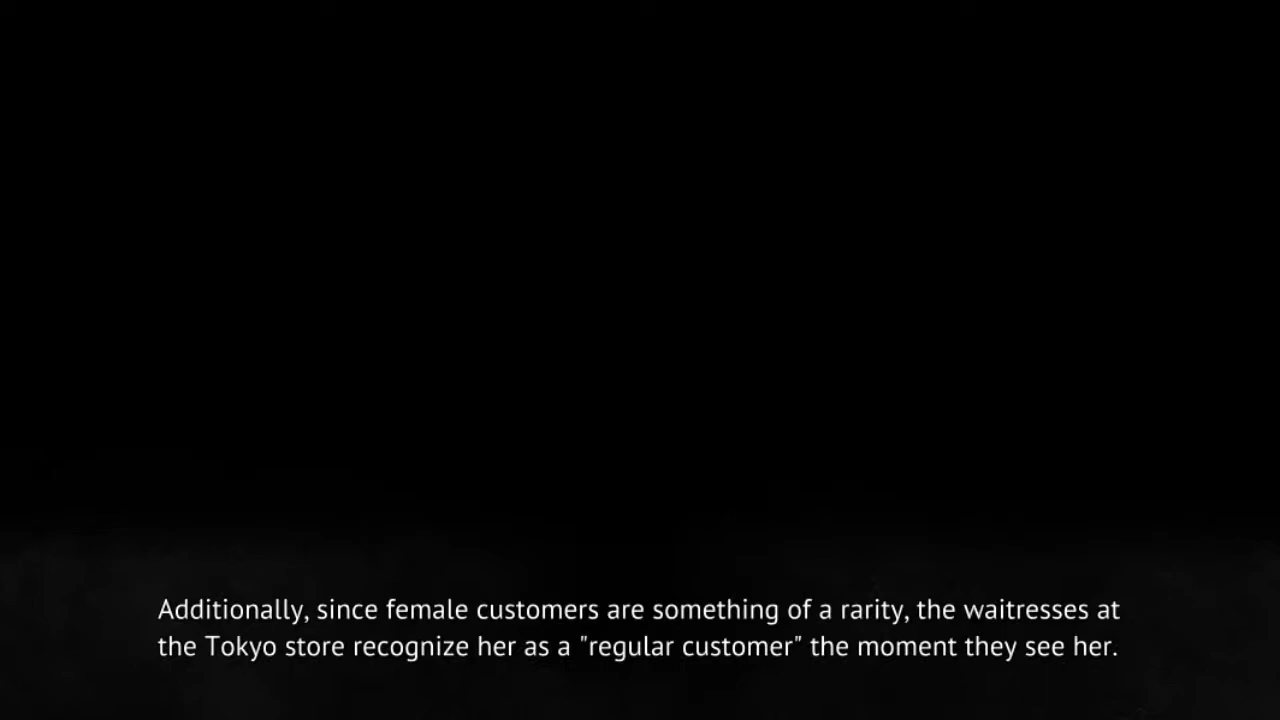 Additionally, since female customers are something of a rarity, the waitresses at
the Tokyo store recognize her as a "regular customer" the moment they see her.